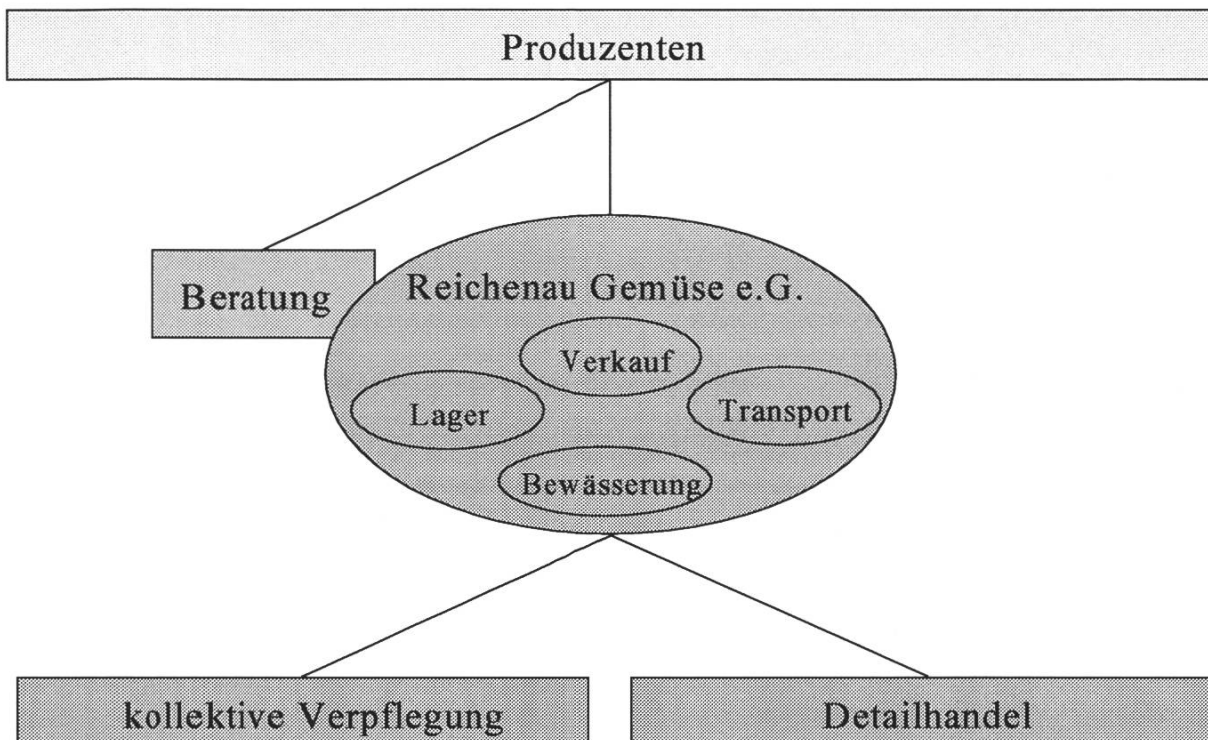 Produzenten
Beratung
Reichenau Gemüse e.G.
Verkauf
Lager
Transport
Bewässerung
kollektive Verpflegung
Detailhandel